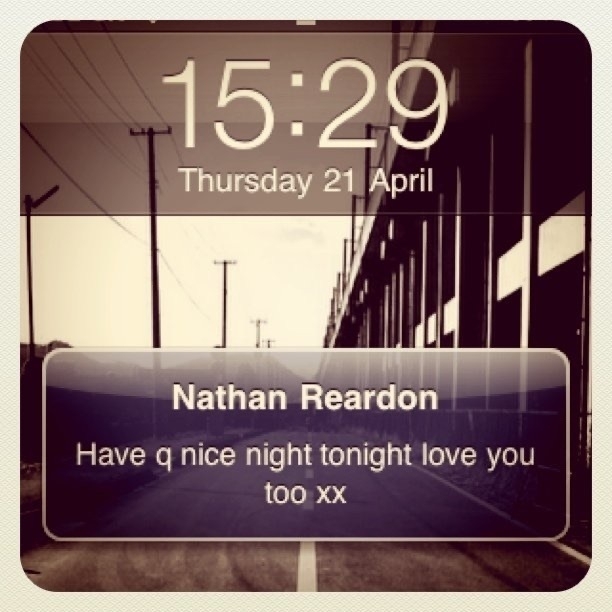 15:29
Thursday 21 April
Nathan Reardon
Have q nice night tonight love you
too xx